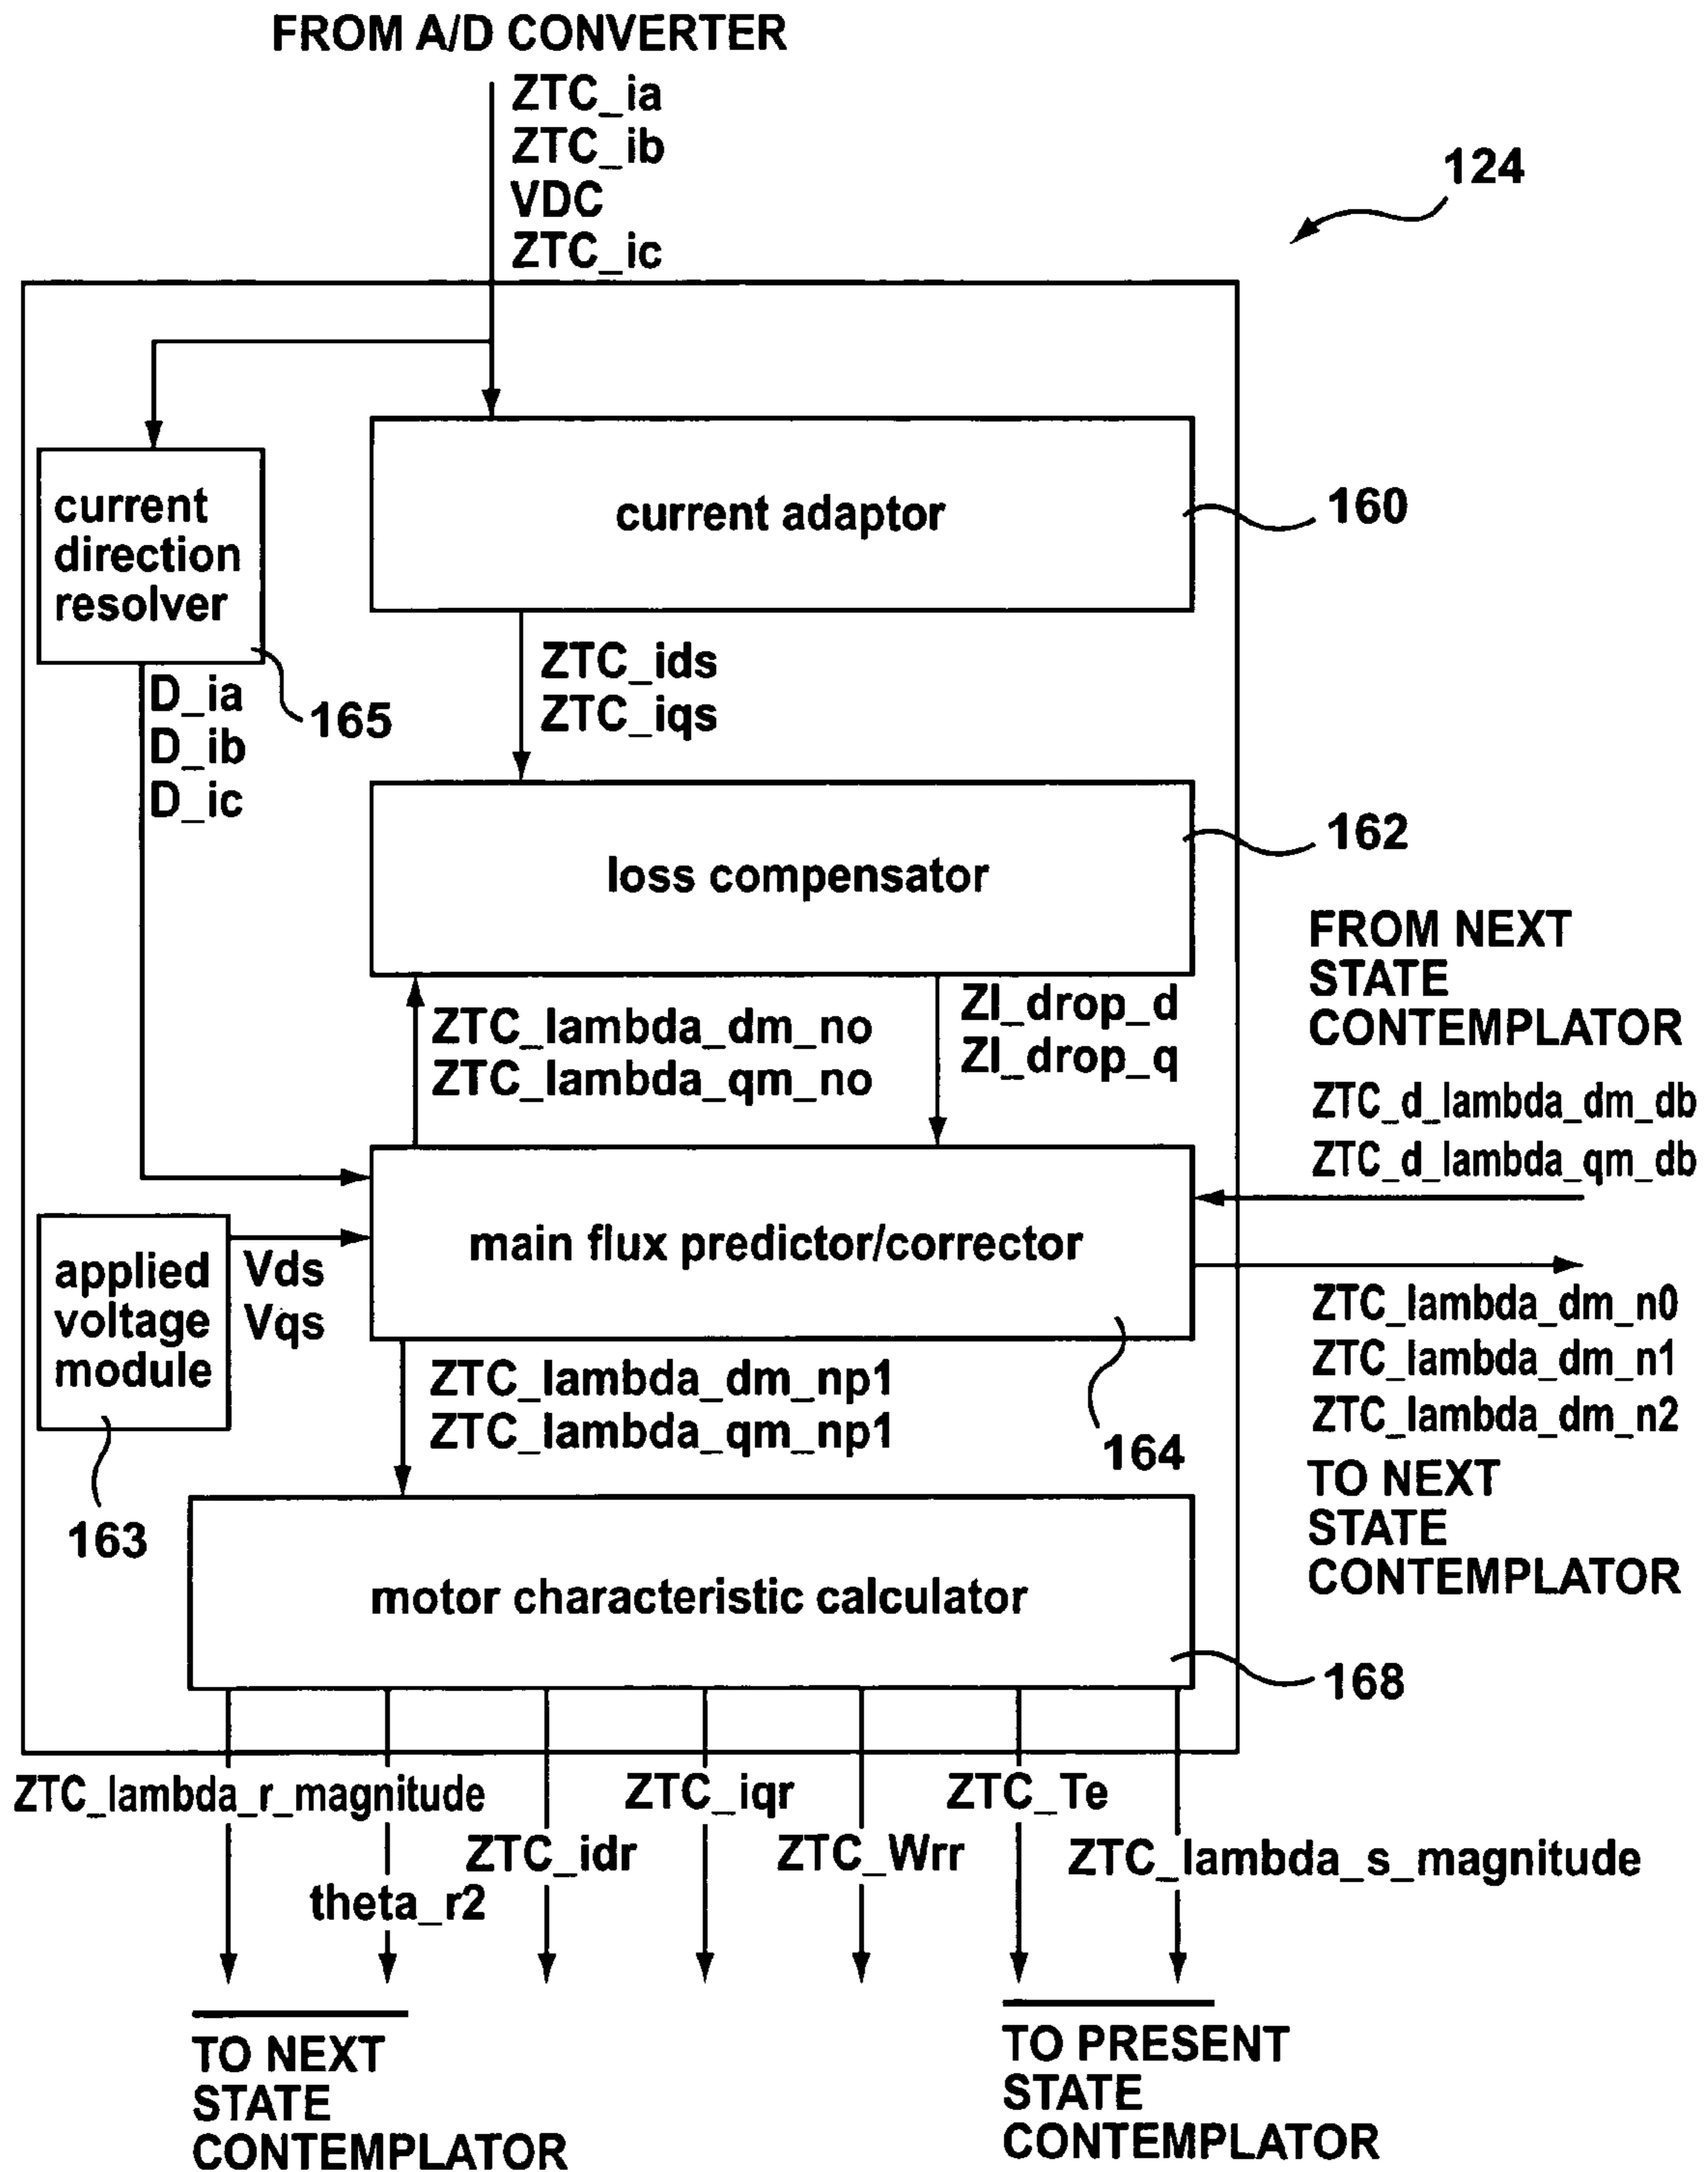 FROM A/D CONVERTER
ZTC_ia
ZTC_ib
VDC
ZTC_ic
124
current
direction
resolver
current adaptor
160
ZTC_ids
ZTC_iqs
165
D_ia
D_ib
D_ic
loss compensator
162
FROM NEXT
STATE
CONTEMPLATOR
ZTC_d_lambda_dm_db
ZTC_d_lambda_qm_db
ZTC_lambda_dm_no
ZTC_lambda_qm_no
ZI_drop_d
ZI_drop_q
applied
voltage
module
Vds
Vqs
main flux predictor/corrector
ZTC_lambda_dm_n0
ZTC_lambda_dm_n1
ZTC_lambda_dm_n2
TO NEXT
STATE
CONTEMPLATOR
ZTC_lambda_dm_np1
ZTC_lambda_qm_np1
164
163
motor characteristic calculator
168
ZTC_lambda_r_magnitude
ZTC_iqr
ZTC_Te
ZTC_idr
ZTC_Wrr
ZTC_lambda_s_magnitude
theta_r2
TO NEXT
STATE
CONTEMPLATOR
TO PRESENT
STATE
CONTEMPLATOR